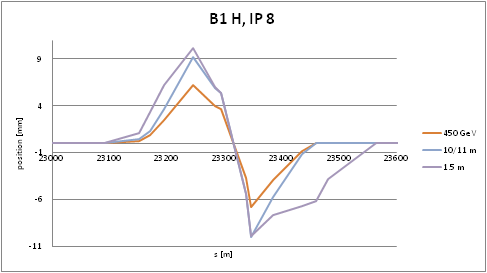 B1 H, IP 8
9
4
-1
-6
-11
position [mm]
23000 23100 23200 23300 23400 23500 23600
s [m]
450 GeV
10/11 m
1.5 m